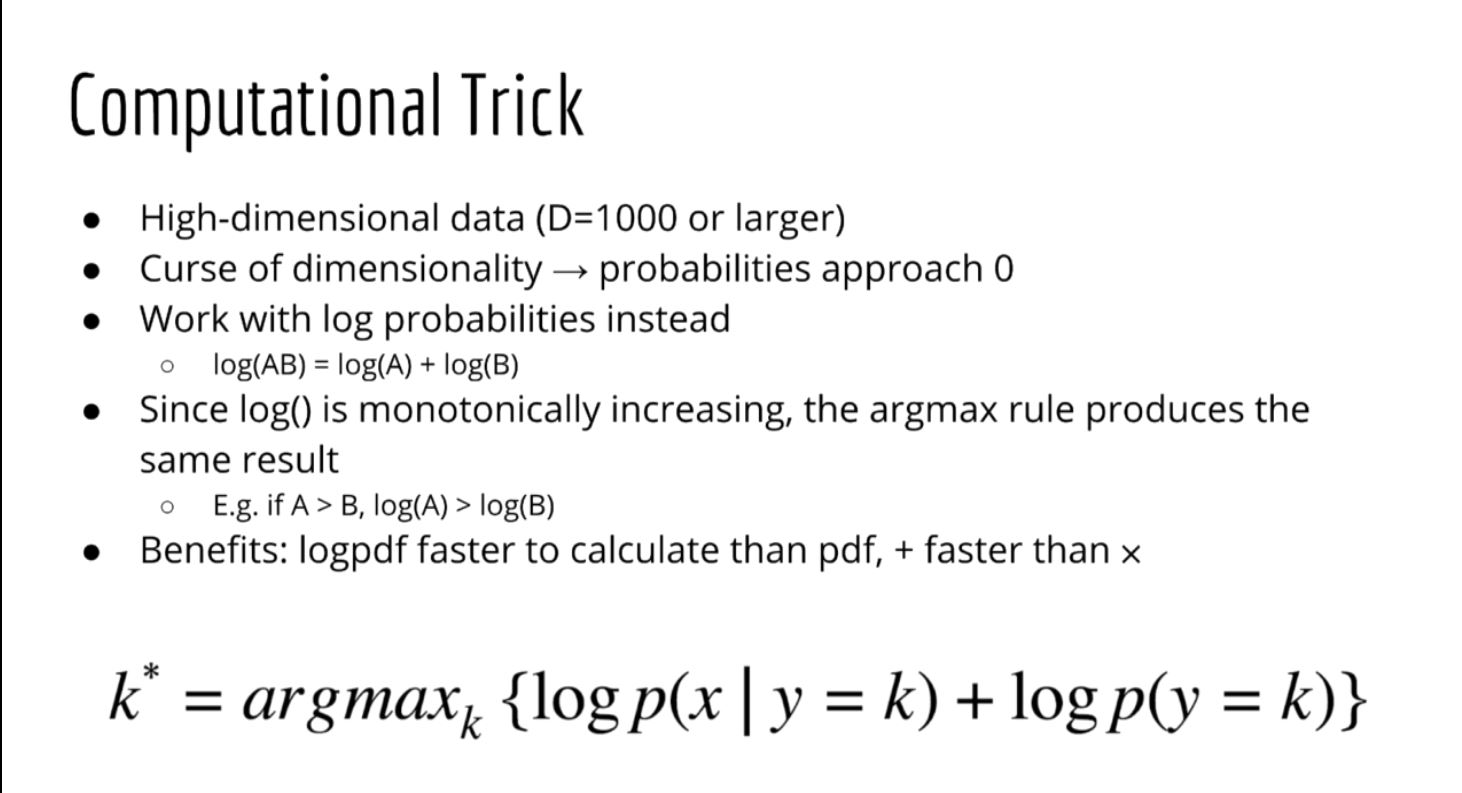 Computational Trick
● High-dimensional data (D=1000 or larger)
● Curse of dimensionality → probabilities approach 0
● Work with log probabilities instead
○ log(AB) = log(A) + log(B)
● Since log() is monotonically increasing, the argmax rule produces the
same result
○ E.g. if A > B, log(A) > log(B)
● Benefits: logpdf faster to calculate than pdf, + faster than ×
k* = argmaxₖ {log p(x | y = k) + log p(y = k)}